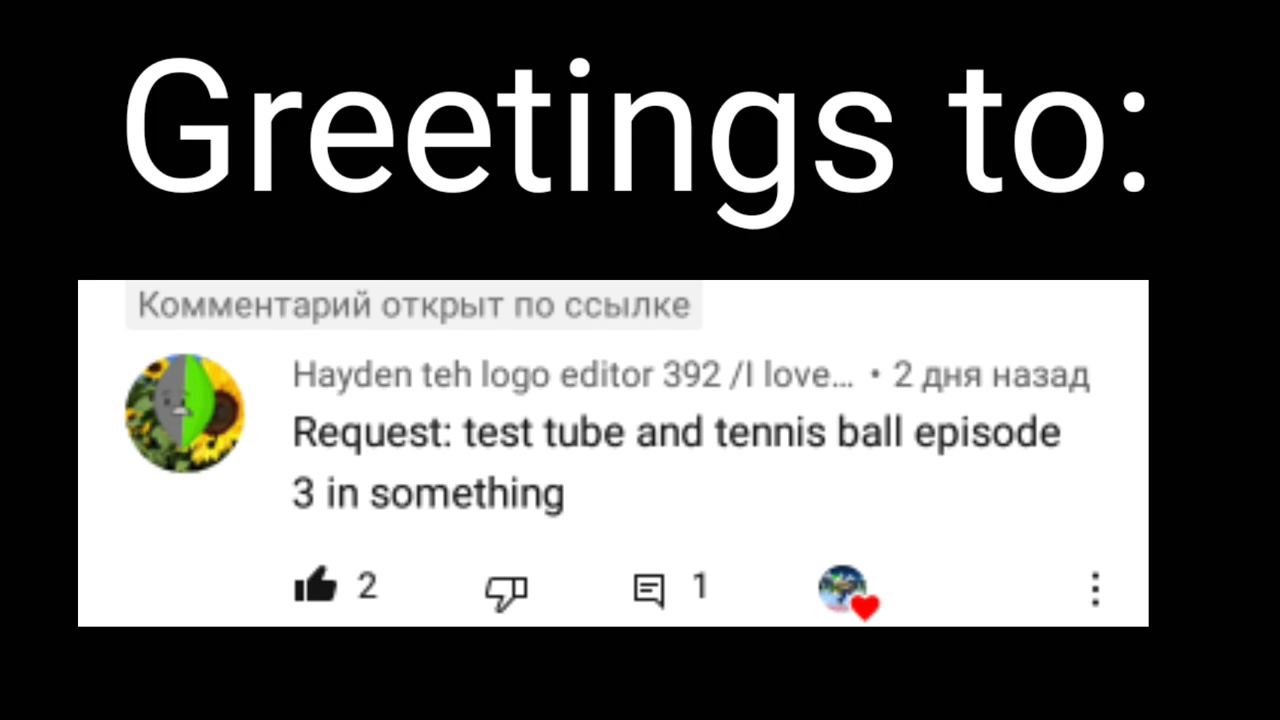 Greetings to:
Комментарий открыт по ссылке
Hayden teh logo editor 392 /I love... • 2 дня назад
Request: test tube and tennis ball episode
3 in something
2
1